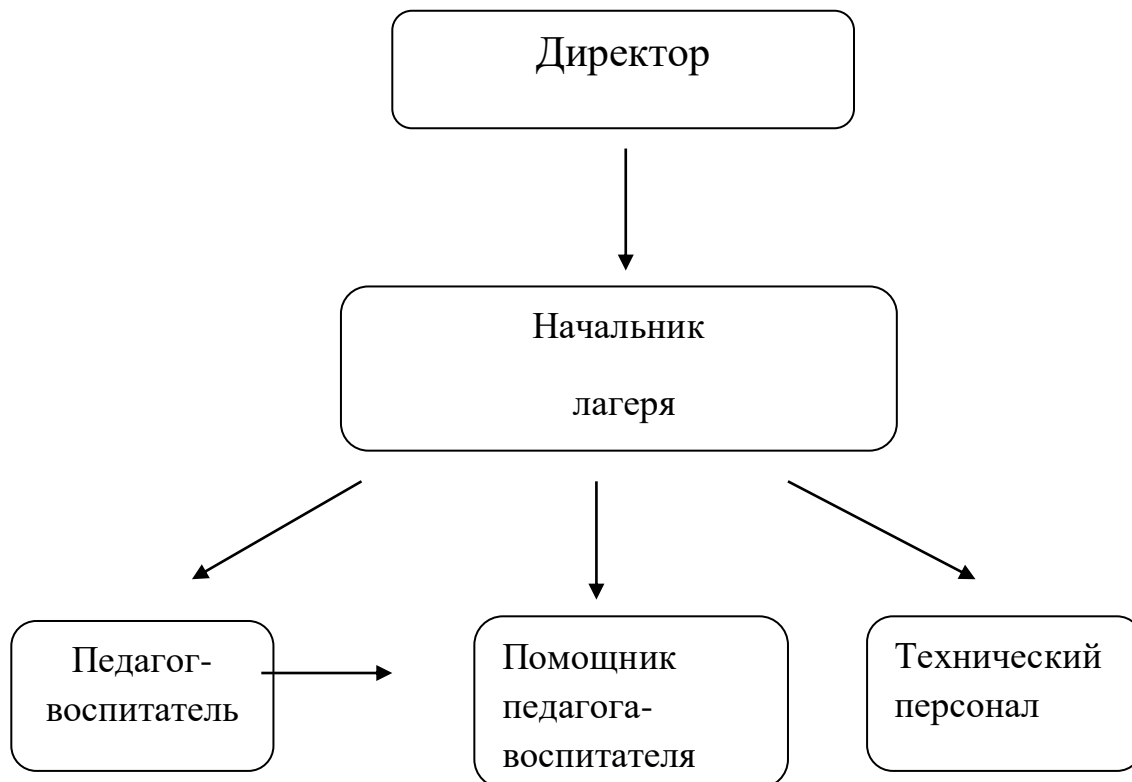 Директор
Начальник
лагеря
Педагог-
воспитатель
Помощник
педагога-
воспитателя
Технический
персонал